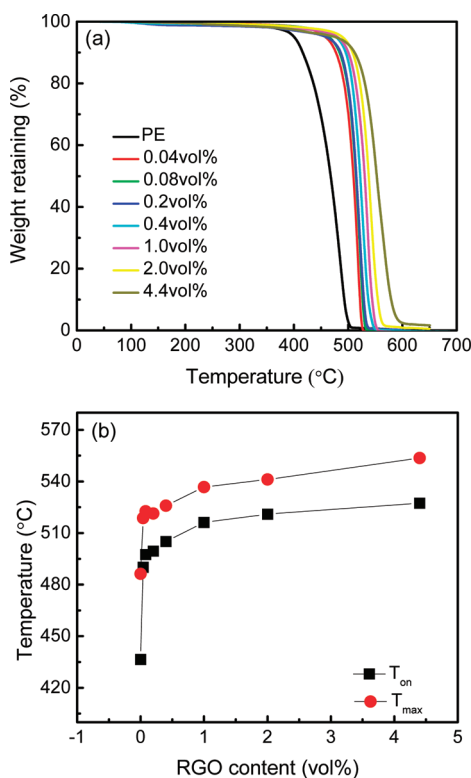 (a)
100
80
60
40
20
0
Weight retaining (%)
PE
0.04vol%
0.08vol%
0.2vol%
0.4vol%
1.0vol%
2.0vol%
4.4vol%
0 100 200 300 400 500 600 700
Temperature (°C)
(b)
570
540
510
480
450
420
Temperature (°C)
T_on
T_max
-1 0 1 2 3 4 5
RGO content (vol%)